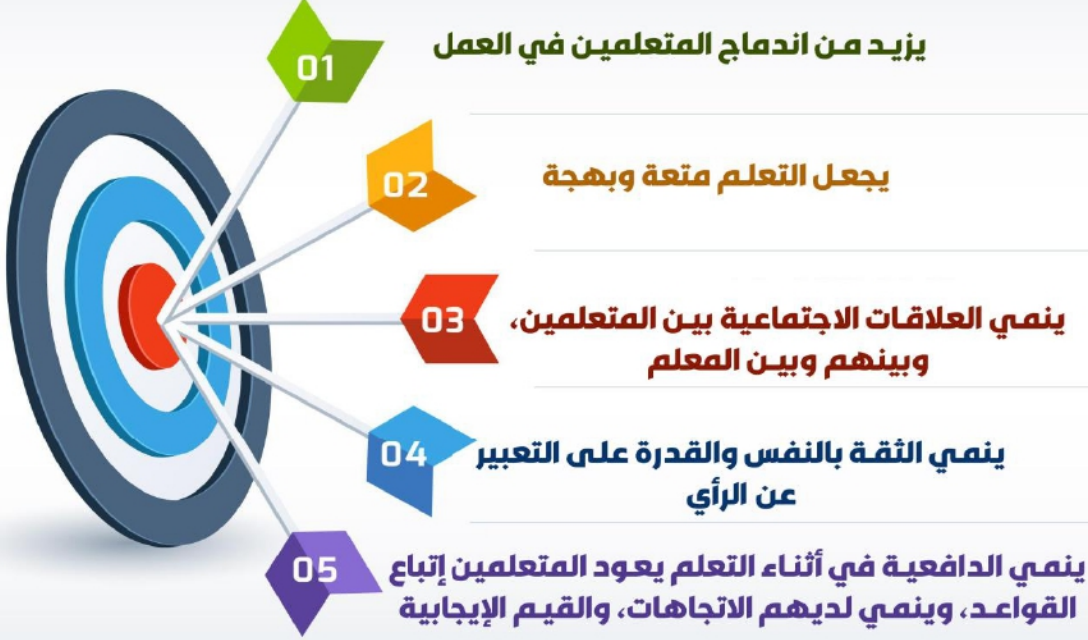 01
يزيد من اندماج المتعلمين في العمل
02
يجعل التعلم متعة وبهجة
03
ينمي العلاقات الاجتماعية بين المتعلمين،
وبينهم وبين المعلم
04
ينمي الثقة بالنفس والقدرة على التعبير
عن الرأي
05
ينمي الدافعية في أثناء التعلم يعود المتعلمين إتباع
القواعد، وينمي لديهم الاتجاهات، والقيم الإيجابية